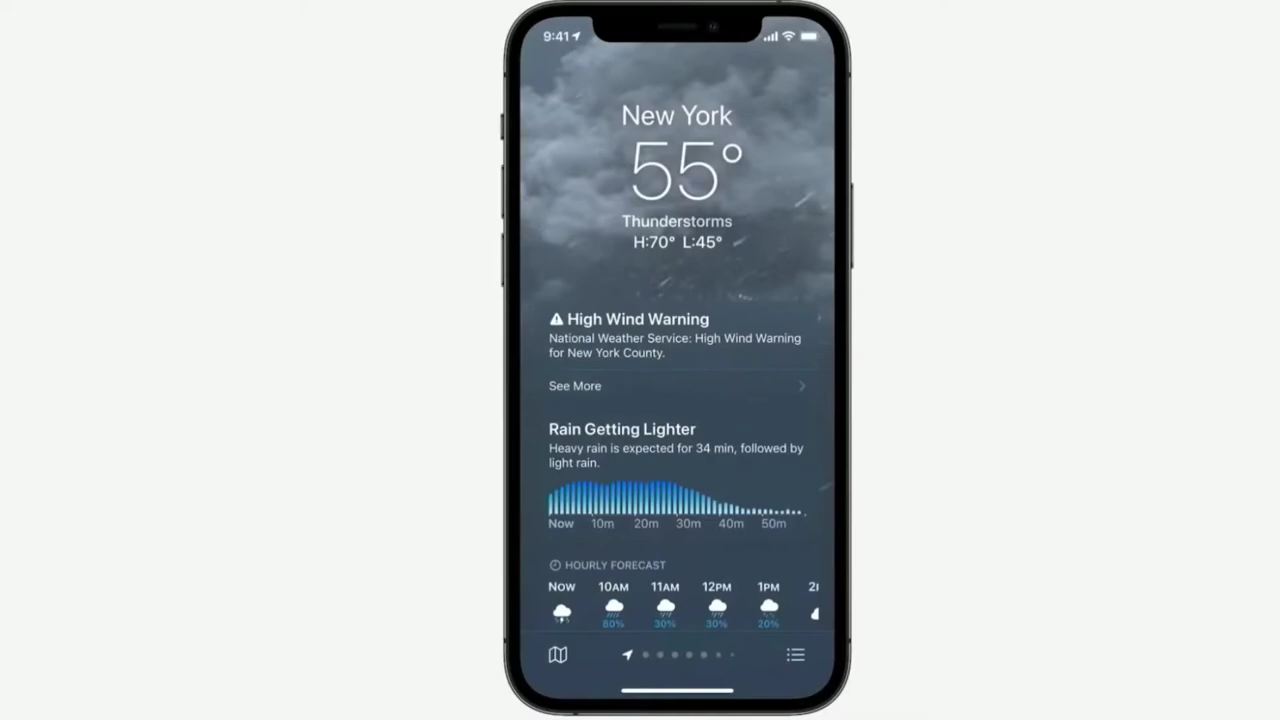 9:41
New York
55°
Thunderstorms
H:70° L:45°
High Wind Warning
National Weather Service: High Wind Warning
for New York County.
See More
Rain Getting Lighter
Heavy rain is expected for 34 min, followed by
light rain.
Now 10m 20m 30m 40m 50m
HOURLY FORECAST
Now 10AM 11AM 12PM 1PM
80% 30% 30% 20%